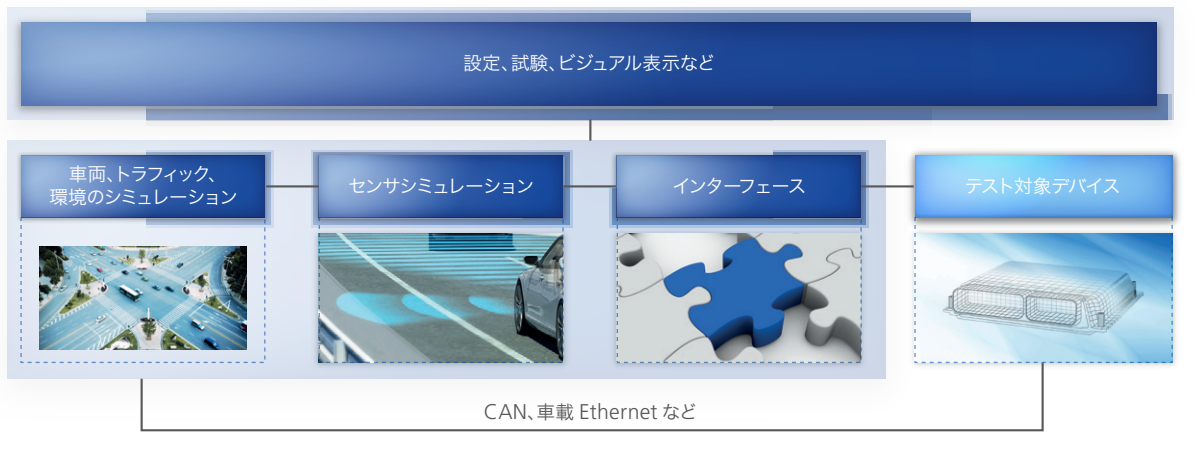 設定、試験、ビジュアル表示など
車両、トラフィック、
環境のシミュレーション
センサシミュレーション
インターフェース
テスト対象デバイス
CAN、車載 Ethernet など